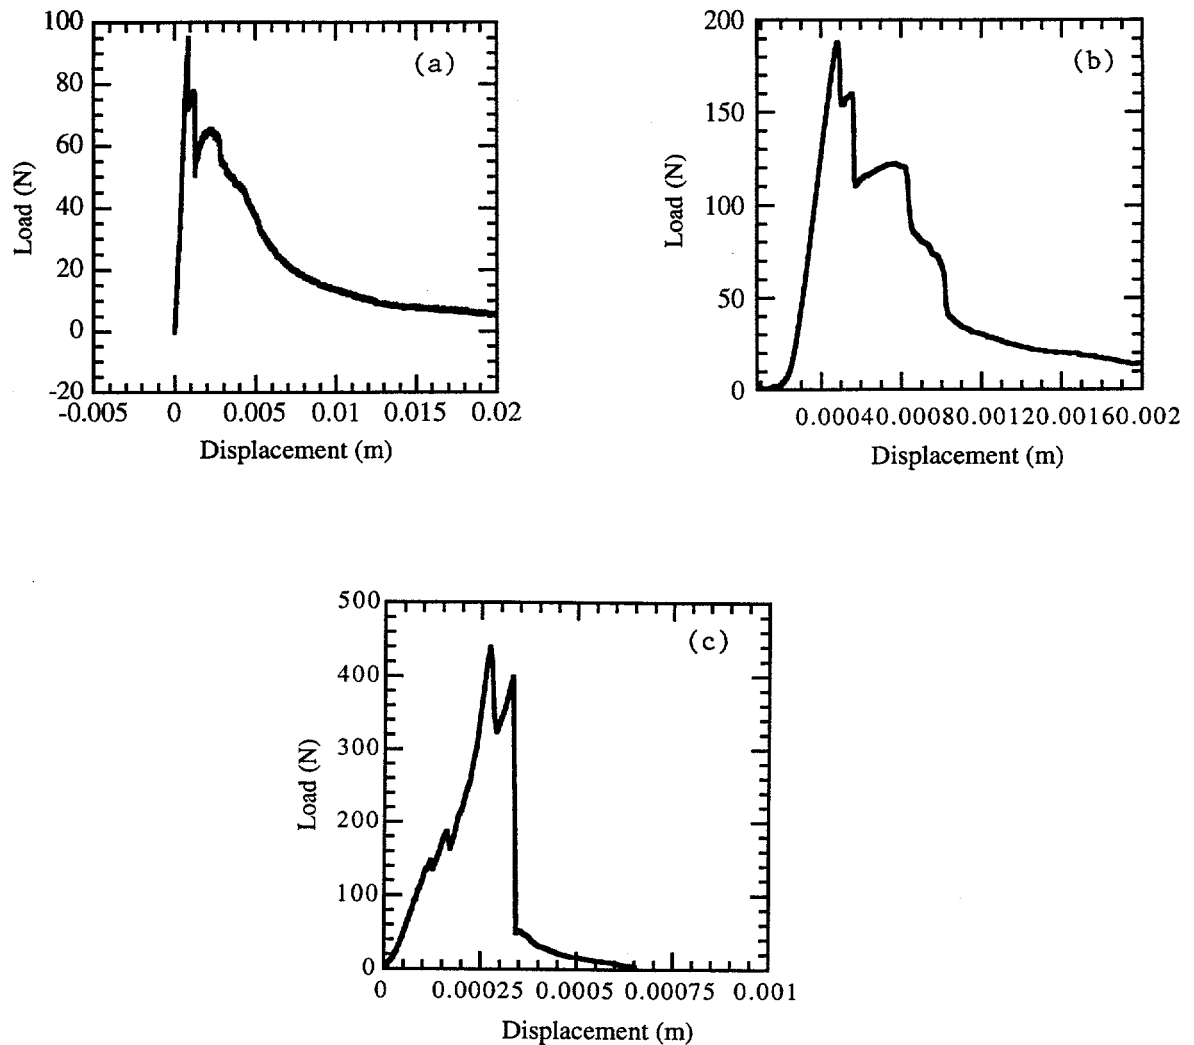 100
80
60
40
20
0
-20
Load (N)
(a)
-0.005 0 0.005 0.01 0.015 0.02
Displacement (m)
200
150
100
50
0
Load (N)
(b)
0.00040.00080.00120.00160.002
Displacement (m)
500
400
300
200
100
0
Load (N)
(c)
0 0.00025 0.0005 0.00075 0.001
Displacement (m)